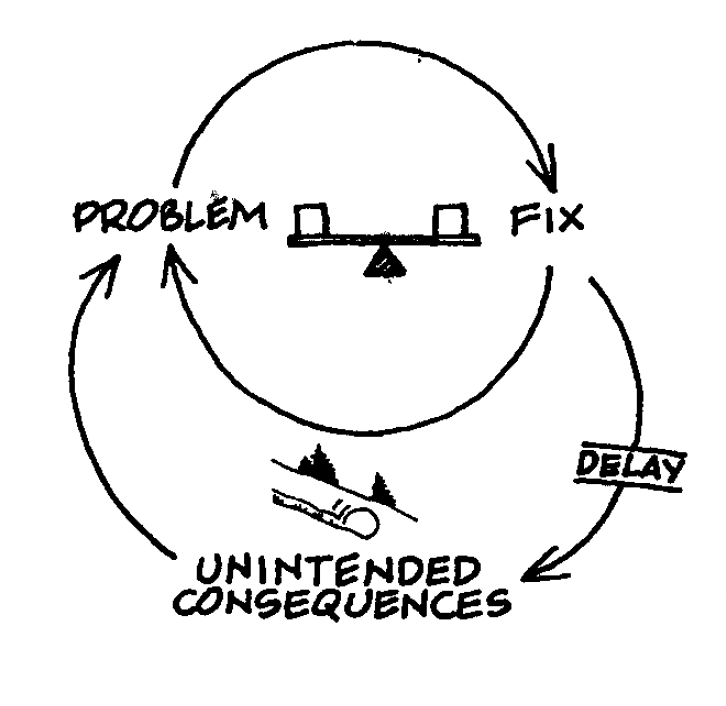 PROBLEM
FIX
DELAY
UNINTENDED
CONSEQUENCES